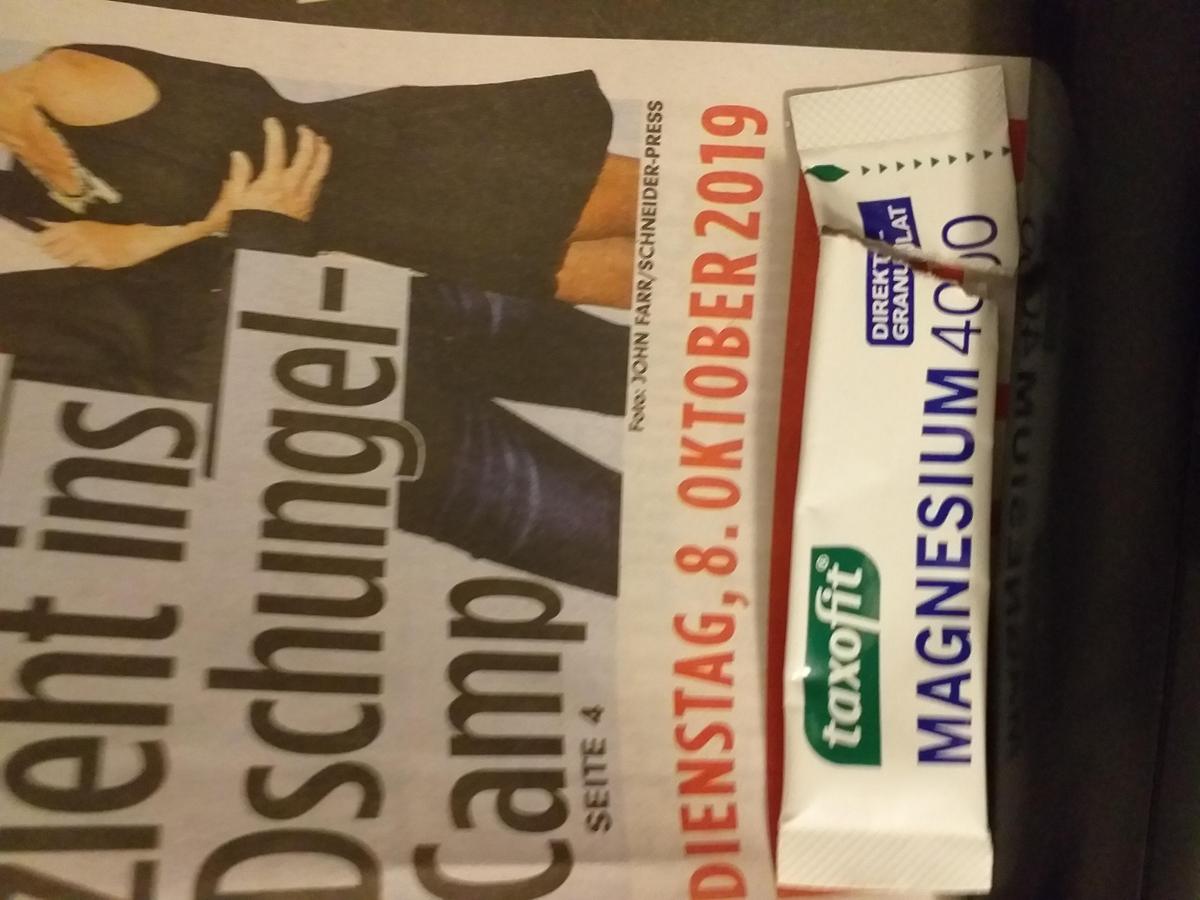 zieht ins
Dschungel-
Camp
SEITE 4
Foto: JOHN FARR/SCHNEIDER-PRESS
DIENSTAG, 8. OKTOBER 2019
taxofit®
DIREKT-
GRANULAT
MAGNESIUM 400